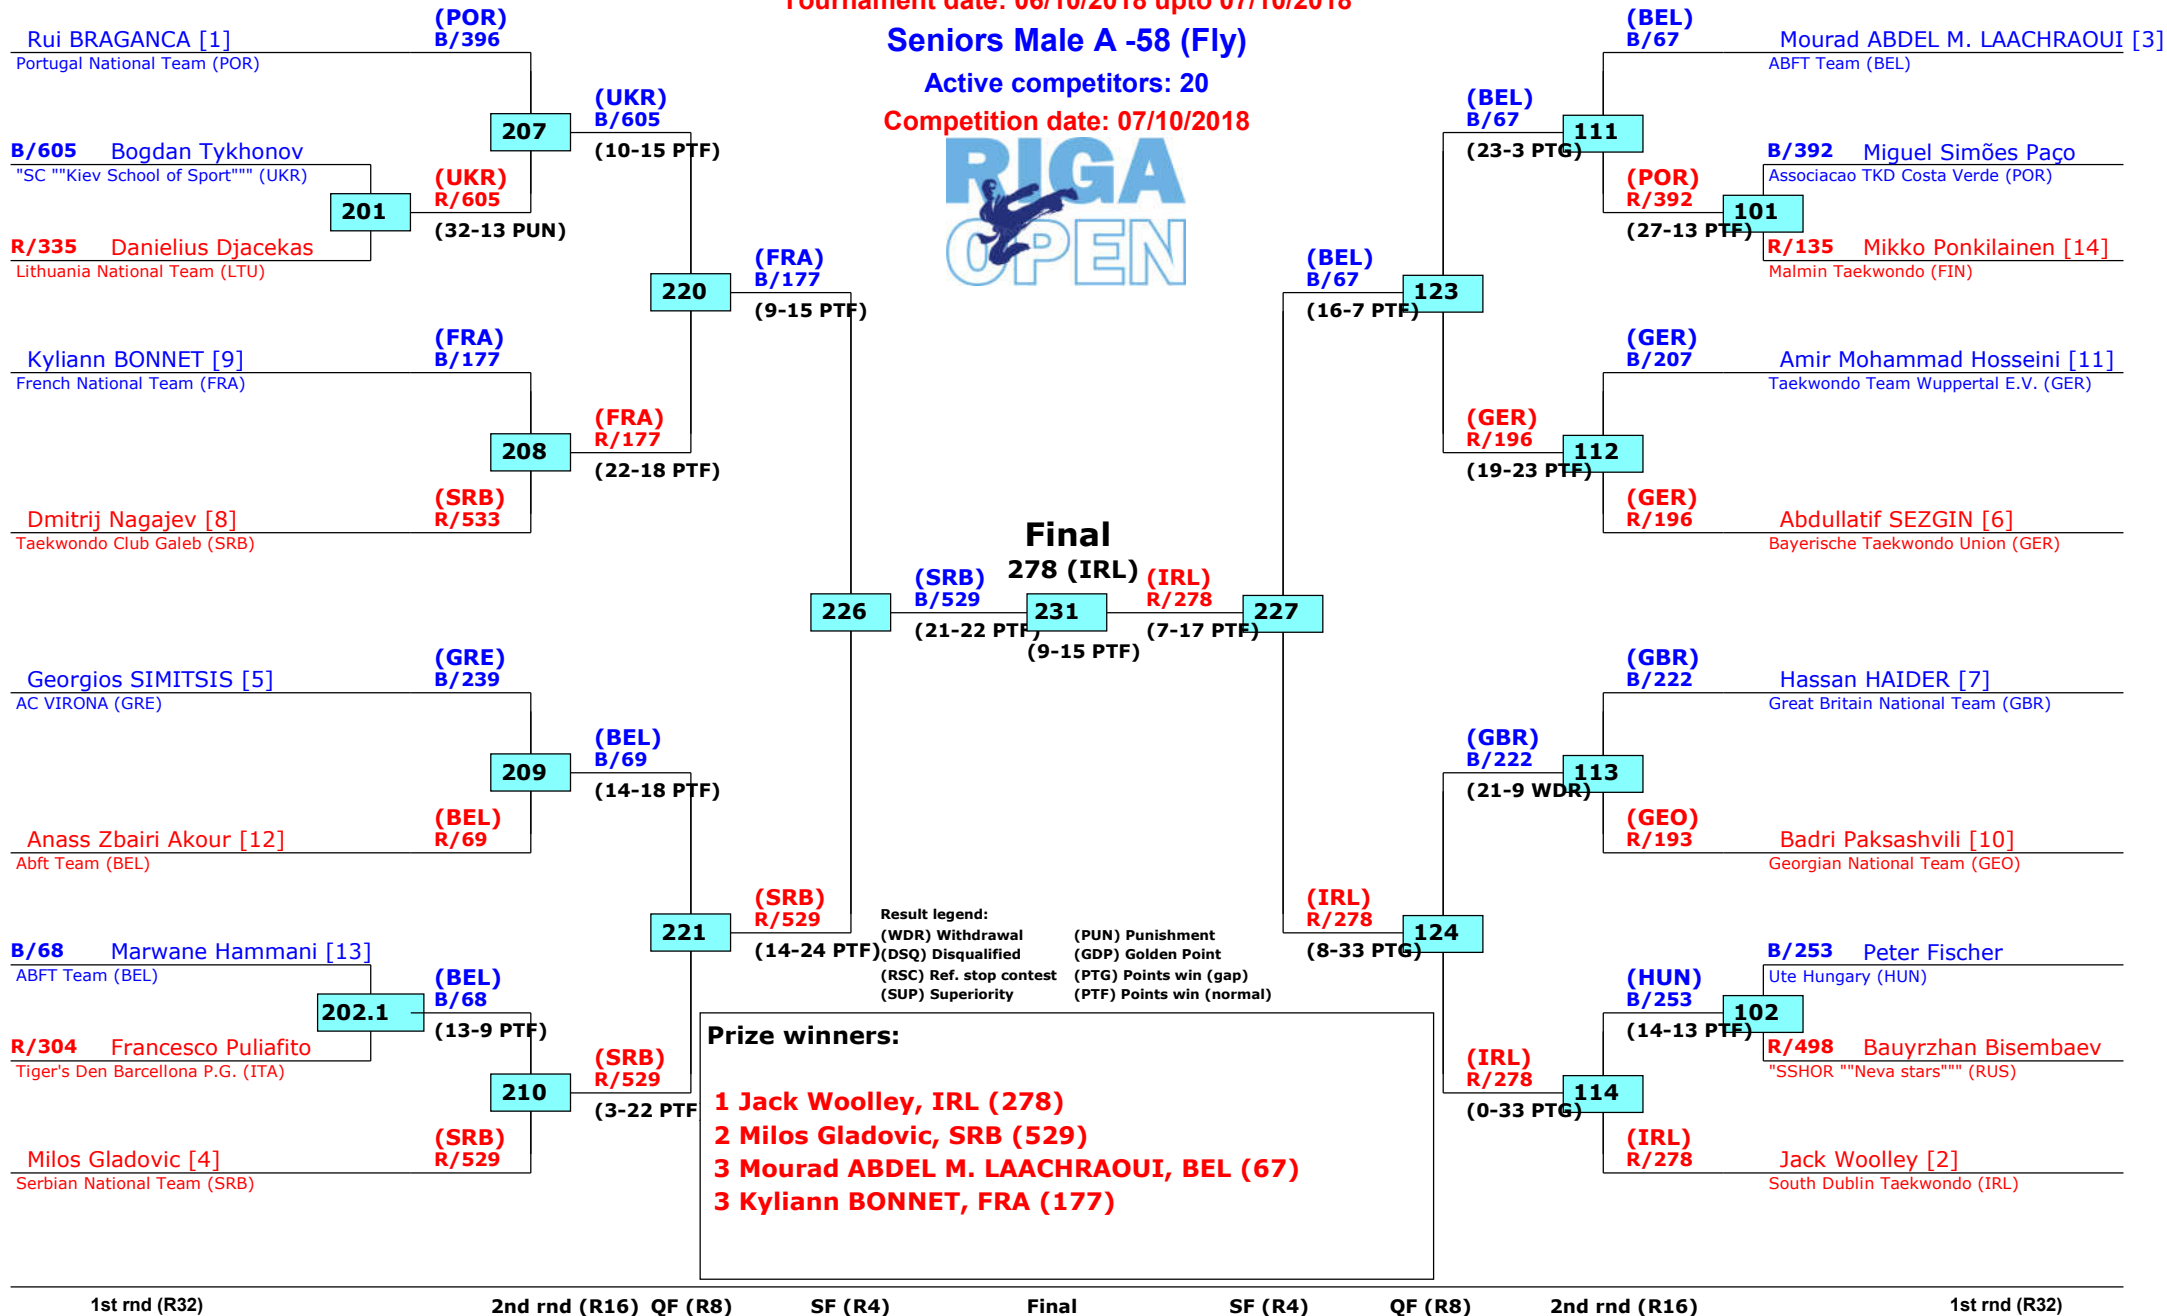 Tournament date: 06/10/2018 upto 07/10/2018
Seniors Male A -58 (Fly)
Active competitors: 20
Competition date: 07/10/2018
RIGA
OPEN
Rui BRAGANCA [1]
Portugal National Team (POR)
(POR)
B/396
B/605 Bogdan Tykhonov
"SC ""Kiev School of Sport""" (UKR)
201
R/335 Danielius Djacekas
Lithuania National Team (LTU)
(UKR)
R/605
(32-13 PUN)
207
(UKR)
B/605
(10-15 PTF)
Kyliann BONNET [9]
French National Team (FRA)
(FRA)
B/177
208
Dmitrij Nagajev [8]
Taekwondo Club Galeb (SRB)
(SRB)
R/533
(FRA)
R/177
(22-18 PTF)
220
(FRA)
B/177
(9-15 PTF)
Georgios SIMITSIS [5]
AC VIRONA (GRE)
(GRE)
B/239
209
Anass Zbairi Akour [12]
Abft Team (BEL)
(BEL)
R/69
(BEL)
B/69
(14-18 PTF)
B/68 Marwane Hammani [13]
ABFT Team (BEL)
202.1
R/304 Francesco Puliafito
Tiger's Den Barcellona P.G. (ITA)
(BEL)
B/68
(13-9 PTF)
210
Milos Gladovic [4]
Serbian National Team (SRB)
(SRB)
R/529
(SRB)
R/529
(3-22 PTF
221
(SRB)
R/529
(14-24 PTF)
226
(SRB)
B/529
(21-22 PTF)
Final
278 (IRL)
231
(9-15 PTF)
(IRL)
R/278
(7-17 PTF)
227
(BEL)
B/67
Mourad ABDEL M. LAACHRAOUI [3]
ABFT Team (BEL)
(BEL)
B/67
(23-3 PTG)
111
B/392 Miguel Simões Paço
Associacao TKD Costa Verde (POR)
(POR)
R/392
(27-13 PTF)
101
R/135 Mikko Ponkilainen [14]
Malmin Taekwondo (FIN)
(BEL)
B/67
(16-7 PTF)
123
(GER)
B/207
Amir Mohammad Hosseini [11]
Taekwondo Team Wuppertal E.V. (GER)
(GER)
R/196
(19-23 PTF)
112
(GER)
R/196
Abdullatif SEZGIN [6]
Bayerische Taekwondo Union (GER)
(GBR)
B/222
Hassan HAIDER [7]
Great Britain National Team (GBR)
(GBR)
B/222
(21-9 WDR)
113
(GEO)
R/193
Badri Paksashvili [10]
Georgian National Team (GEO)
(IRL)
R/278
(8-33 PTG)
124
B/253 Peter Fischer
Ute Hungary (HUN)
(HUN)
B/253
(14-13 PTF)
102
R/498 Bauyrzhan Bisembaev
"SSHOR ""Neva stars""" (RUS)
(IRL)
R/278
(0-33 PTG)
114
(IRL)
R/278
Jack Woolley [2]
South Dublin Taekwondo (IRL)
Result legend:
(WDR) Withdrawal (PUN) Punishment
(DSQ) Disqualified (GDP) Golden Point
(RSC) Ref. stop contest (PTG) Points win (gap)
(SUP) Superiority (PTF) Points win (normal)
Prize winners:
1 Jack Woolley, IRL (278)
2 Milos Gladovic, SRB (529)
3 Mourad ABDEL M. LAACHRAOUI, BEL (67)
3 Kyliann BONNET, FRA (177)
1st rnd (R32) 2nd rnd (R16) QF (R8) SF (R4) Final SF (R4) QF (R8) 2nd rnd (R16) 1st rnd (R32)